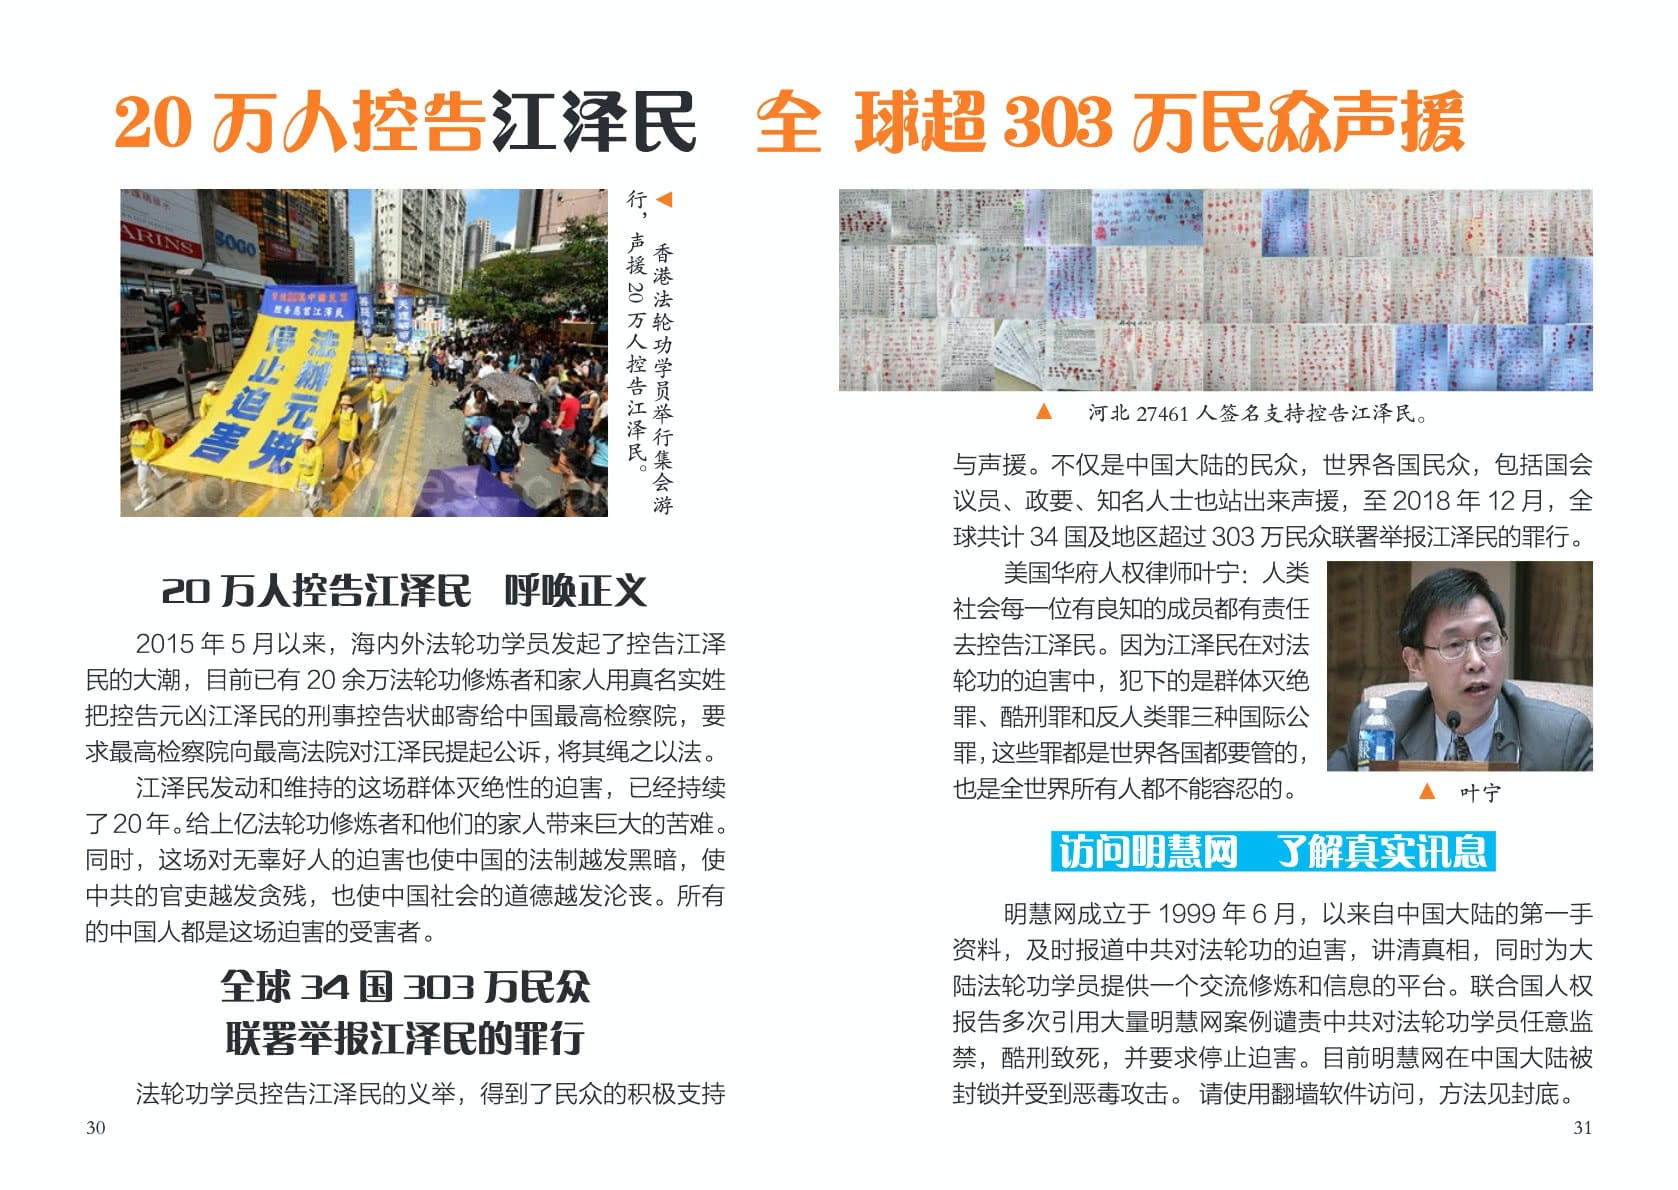 20 万人控告江泽民 全 球超 303 万民众声援
ARINS
SOGO
控告惡首江澤民
法辦元兇
停止迫害
◀ 香港法轮功学员举行集会游
行，声援 20 万人控告江泽民。
20 万人控告江泽民 呼唤正义
2015 年 5 月以来，海内外法轮功学员发起了控告江泽
民的大潮，目前已有 20 余万法轮功修炼者和家人用真名实姓
把控告元凶江泽民的刑事控告状邮寄给中国最高检察院，要
求最高检察院向最高法院对江泽民提起公诉，将其绳之以法。
江泽民发动和维持的这场群体灭绝性的迫害，已经持续
了 20 年。给上亿法轮功修炼者和他们的家人带来巨大的苦难。
同时，这场对无辜好人的迫害也使中国的法制越发黑暗，使
中共的官吏越发贪残，也使中国社会的道德越发沦丧。所有
的中国人都是这场迫害的受害者。
全球 34 国 303 万民众
联署举报江泽民的罪行
法轮功学员控告江泽民的义举，得到了民众的积极支持
30
▲ 河北 27461 人签名支持控告江泽民。
与声援。不仅是中国大陆的民众，世界各国民众，包括国会
议员、政要、知名人士也站出来声援，至 2018 年 12 月，全
球共计 34 国及地区超过 303 万民众联署举报江泽民的罪行。
美国华府人权律师叶宁：人类
社会每一位有良知的成员都有责任
去控告江泽民。因为江泽民在对法
轮功的迫害中，犯下的是群体灭绝
罪、酷刑罪和反人类罪三种国际公
罪，这些罪都是世界各国都要管的，
也是全世界所有人都不能容忍的。
▲ 叶宁
访问明慧网 了解真实讯息
明慧网成立于 1999 年 6 月，以来自中国大陆的第一手
资料，及时报道中共对法轮功的迫害，讲清真相，同时为大
陆法轮功学员提供一个交流修炼和信息的平台。联合国人权
报告多次引用大量明慧网案例谴责中共对法轮功学员任意监
禁，酷刑致死，并要求停止迫害。目前明慧网在中国大陆被
封锁并受到恶毒攻击。 请使用翻墙软件访问，方法见封底。
31